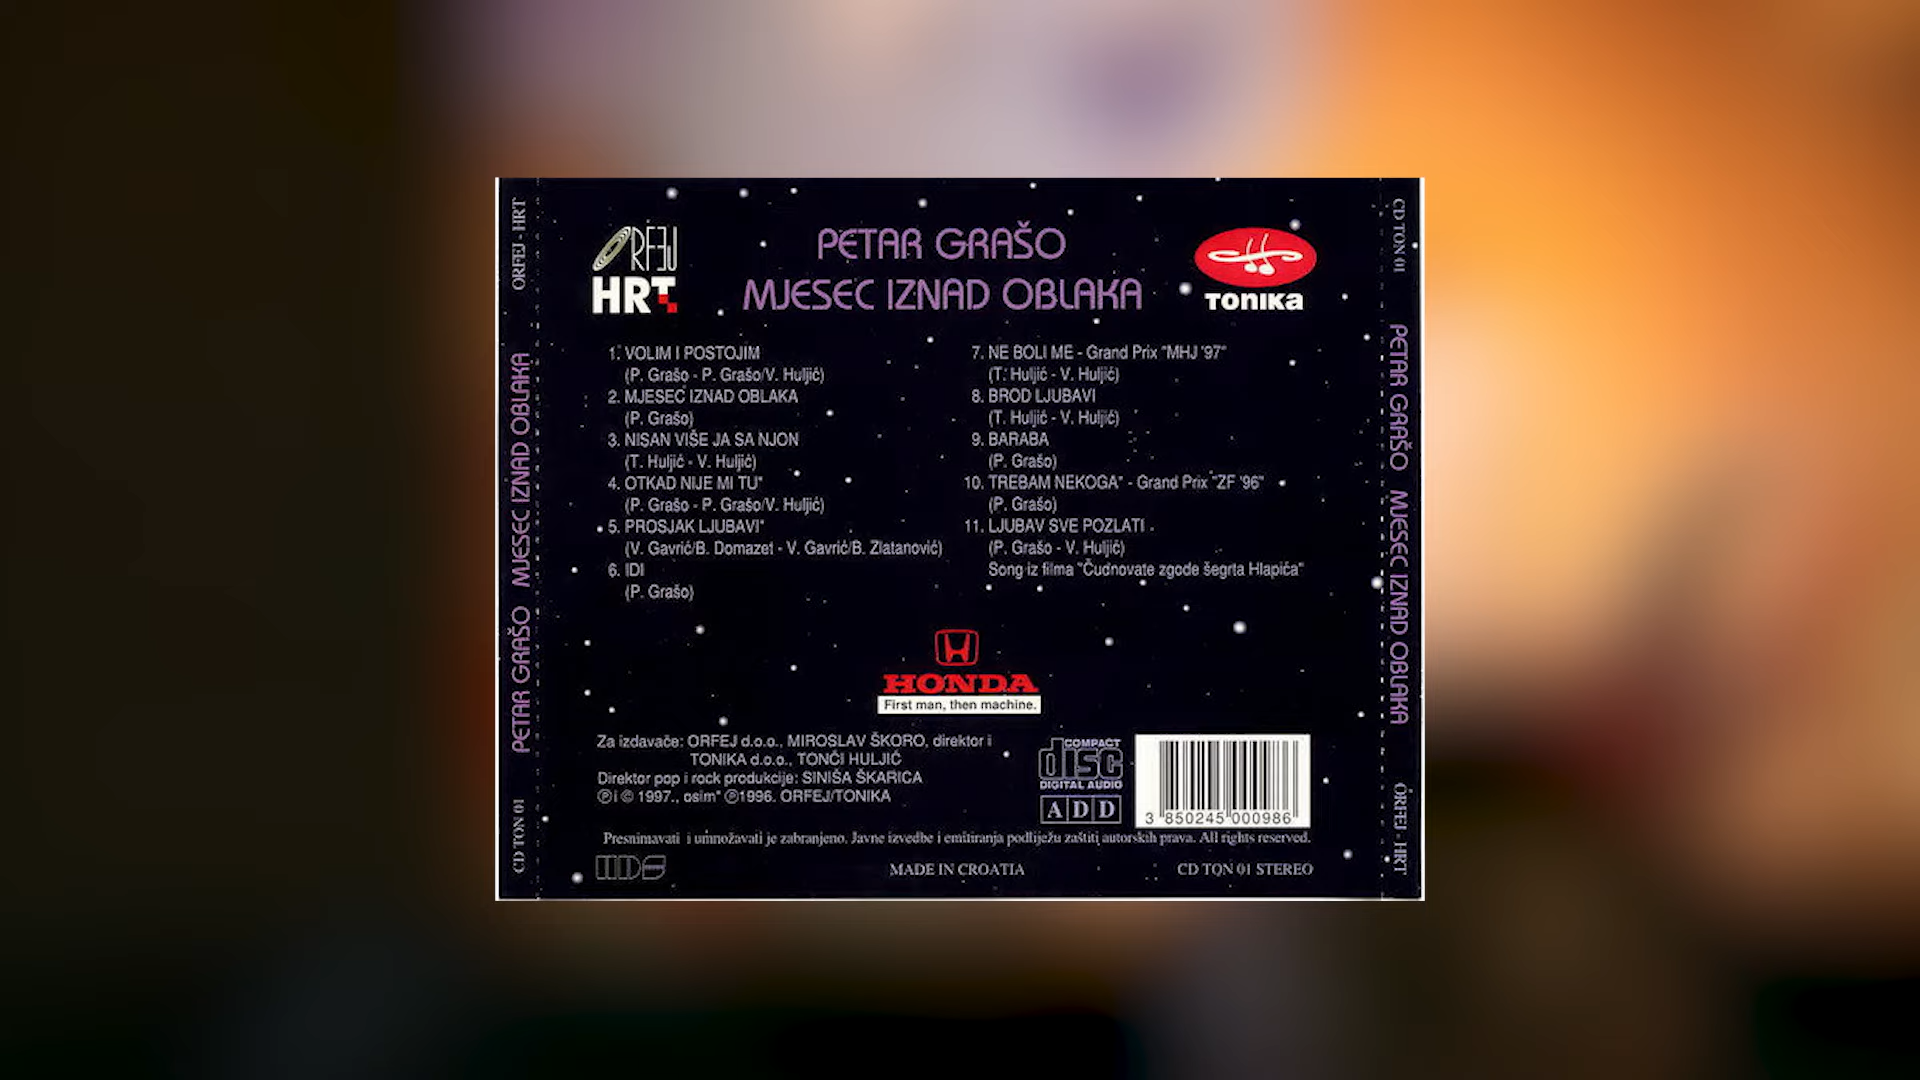 ORFEJ - HRT
PETAR GRAŠO MJESEC IZNAD OBLAKA
CD TON 01
ORFEJ
HRT
PETAR GRAŠO
MJESEC IZNAD OBLAKA
TONIKA
1. VOLIM I POSTOJIM
(P. Grašo - P. Grašo/V. Huljić)
2. MJESEC IZNAD OBLAKA
(P. Grašo)
3. NISAN VIŠE JA SA NJON
(T. Huljić - V. Huljić)
4. OTKAD NIJE MI TU*
(P. Grašo - P. Grašo/V. Huljić)
5. PROSJAK LJUBAVI*
(V. Gavrić/B. Domazet - V. Gavrić/B. Zlatanović)
6. IDI
(P. Grašo)
7. NE BOLI ME - Grand Prix "MHJ '97"
(T. Huljić - V. Huljić)
8. BROD LJUBAVI
(T. Huljić - V. Huljić)
9. BARABA
(P. Grašo)
10. TREBAM NEKOGA* - Grand Prix "ZF '96"
(P. Grašo)
11. LJUBAV SVE POZLATI
(P. Grašo - V. Huljić)
Song iz filma "Čudnovate zgode šegrta Hlapića"
HONDA
First man, then machine.
Za izdavače: ORFEJ d.o.o., MIROSLAV ŠKORO, direktor i
TONIKA d.o.o., TONČI HULJIĆ
Direktor pop i rock produkcije: SINIŠA ŠKARICA
Ⓟ i © 1997., osim* Ⓟ1996. ORFEJ/TONIKA
COMPACT
disc
DIGITAL AUDIO
ADD
3 850245 000986
Presnimavati i umnožavati je zabranjeno. Javne izvedbe i emitiranja podliježu zaštiti autorskih prava. All rights reserved.
MADE IN CROATIA
CD TON 01 STEREO
CD TON 01
PETAR GRAŠO MJESEC IZNAD OBLAKA
ORFEJ - HRT